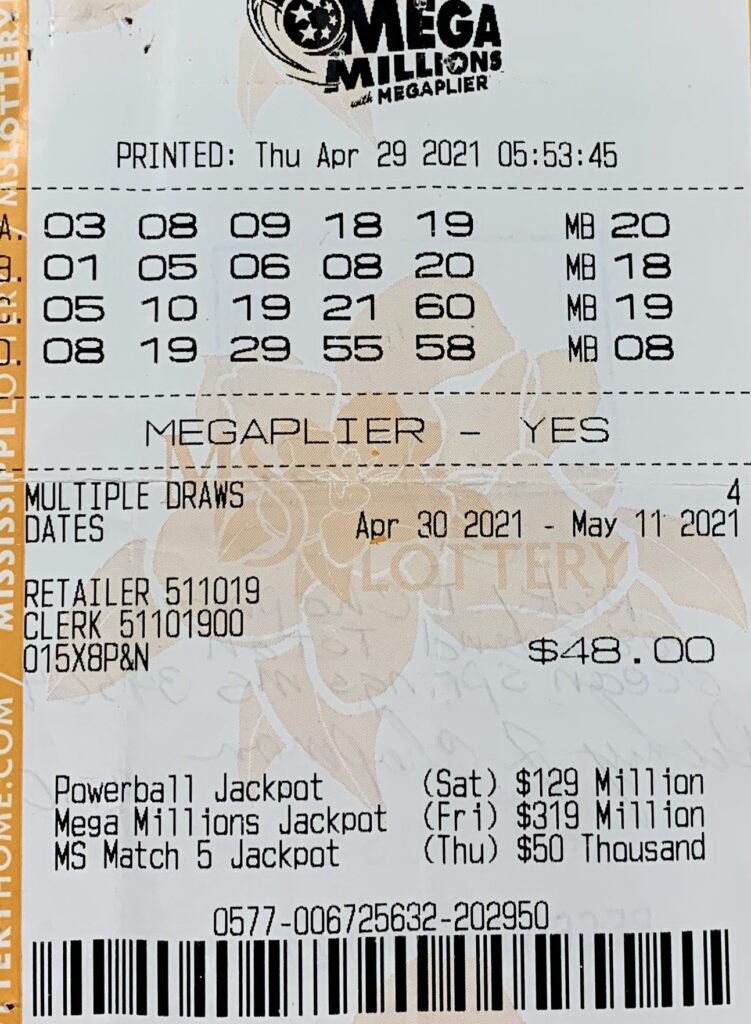 MEGA
MILLIONS
with MEGAPLIER
PRINTED: Thu Apr 29 2021 05:53:45
A. 03 08 09 18 19 MB 20
B. 01 05 06 08 20 MB 18
C. 05 10 19 21 60 MB 19
D. 08 19 29 55 58 MB 08
MEGAPLIER - YES
MULTIPLE DRAWS 4
DATES Apr 30 2021 - May 11 2021
RETAILER 511019
CLERK 51101900
015X8P&N
$48.00
MS
LOTTERY
Powerball Jackpot (Sat) $129 Million
Mega Millions Jackpot (Fri) $319 Million
MS Match 5 Jackpot (Thu) $50 Thousand
0577-006725632-202950
TERYHOME.COM / MISSISSIPPI LOTTERY / MSLOTTERY